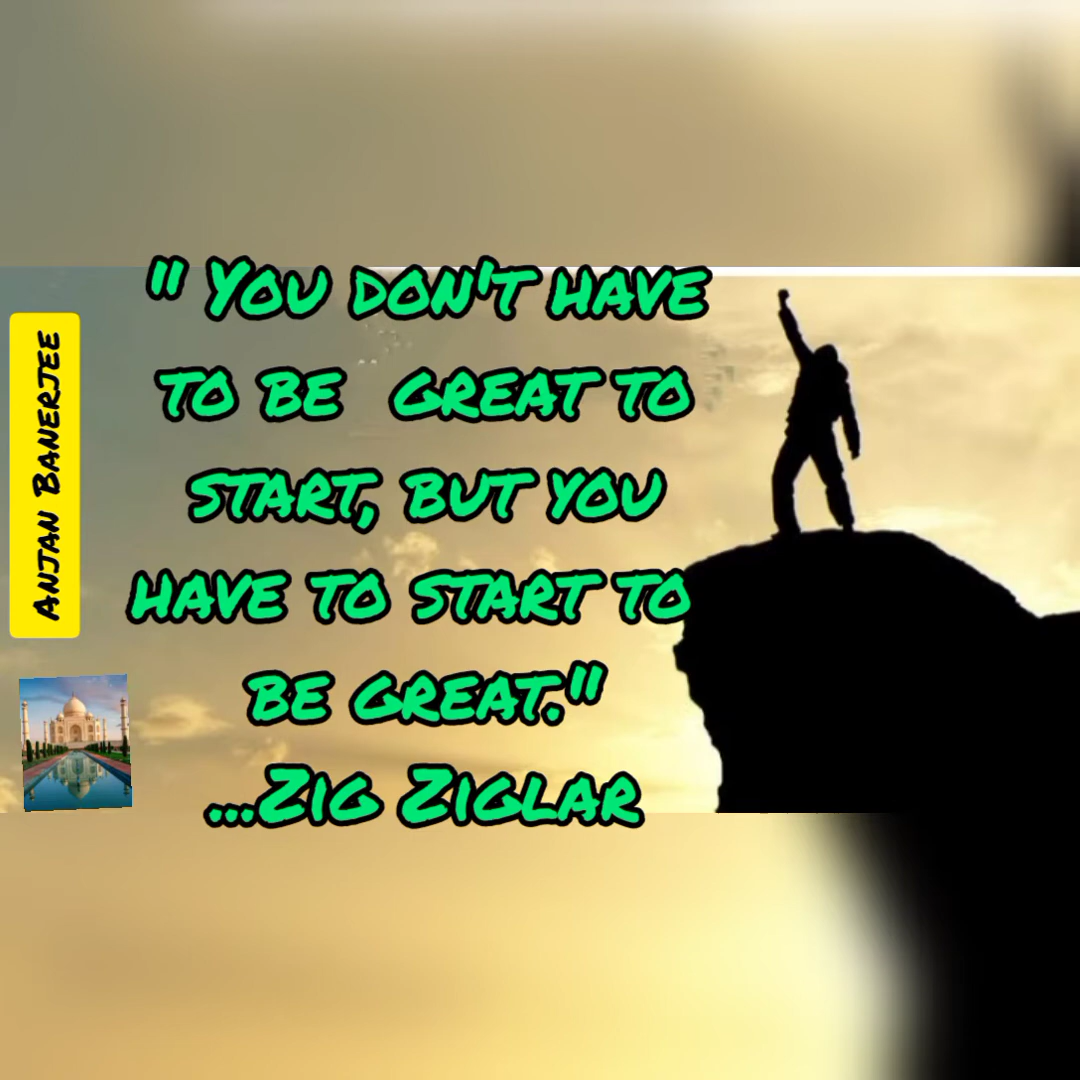 " You don't have
to be great to
start, but you
have to start to
be great."
...Zig Ziglar
Anjan Banerjee